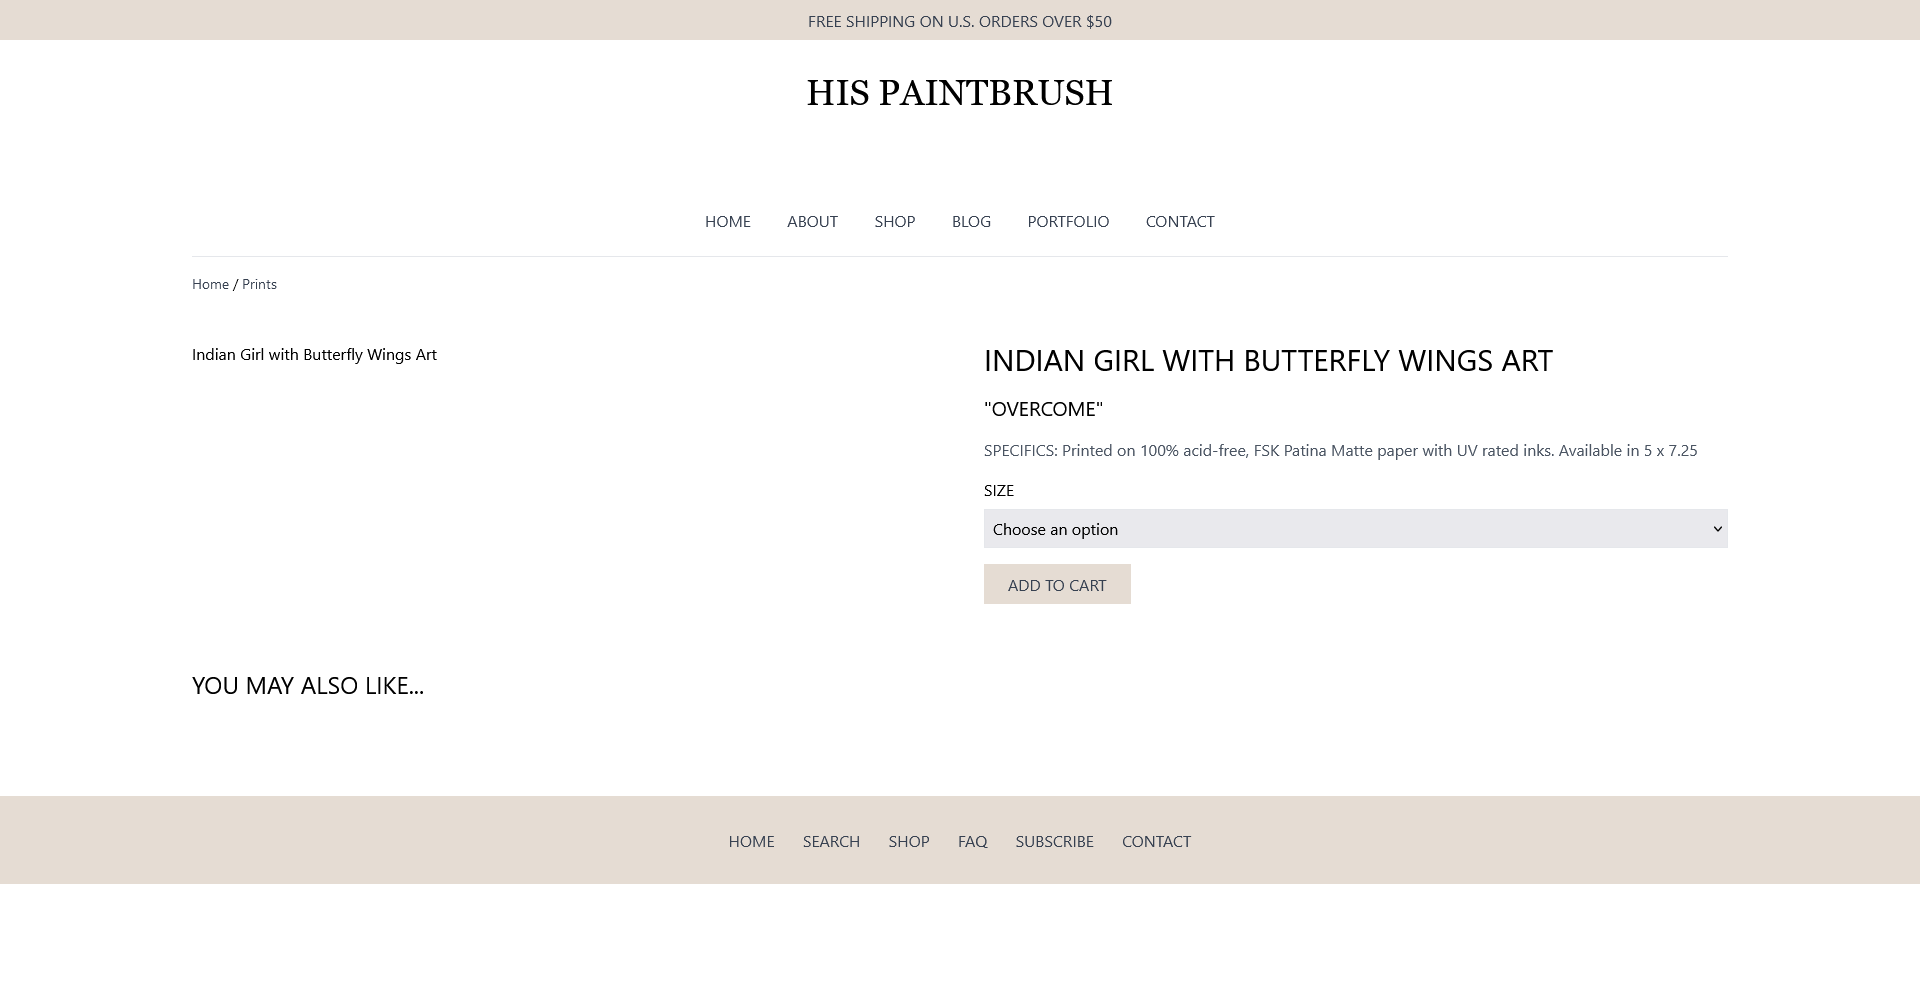 FREE SHIPPING ON U.S. ORDERS OVER $50
HIS PAINTBRUSH
HOME ABOUT SHOP BLOG PORTFOLIO CONTACT
Home / Prints
Indian Girl with Butterfly Wings Art
INDIAN GIRL WITH BUTTERFLY WINGS ART
"OVERCOME"
SPECIFICS: Printed on 100% acid-free, FSK Patina Matte paper with UV rated inks. Available in 5 x 7.25
SIZE
Choose an option
ADD TO CART
YOU MAY ALSO LIKE...
HOME SEARCH SHOP FAQ SUBSCRIBE CONTACT